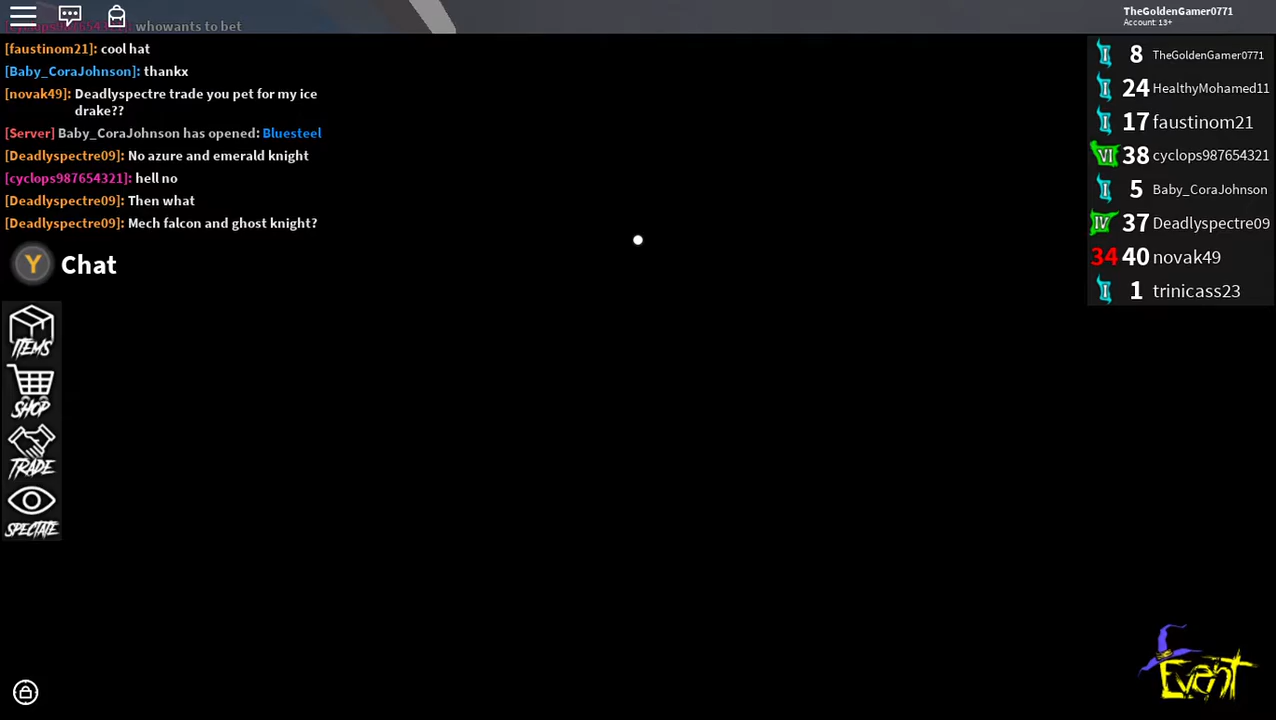 TheGoldenGamer0771
Account: 13+
[cyclops987654321]: whowants to bet
[faustinom21]: cool hat
[Baby_CoraJohnson]: thankx
[novak49]: Deadlyspectre trade you pet for my ice
drake??
[Server] Baby_CoraJohnson has opened: Bluesteel
[Deadlyspectre09]: No azure and emerald knight
[cyclops987654321]: hell no
[Deadlyspectre09]: Then what
[Deadlyspectre09]: Mech falcon and ghost knight?
Y Chat
ITEMS
SHOP
TRADE
SPECTATE
I 8 TheGoldenGamer0771
I 24 HealthyMohamed11
I 17 faustinom21
VI 38 cyclops987654321
I 5 Baby_CoraJohnson
IV 37 Deadlyspectre09
34 40 novak49
I 1 trinicass23
EVENT